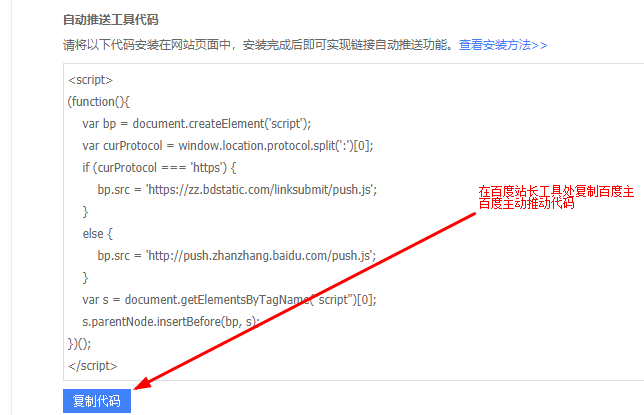 自动推送工具代码
请将以下代码安装在网站页面中，安装完成后即可实现链接自动推送功能。查看安装方法>>
<script>
(function(){
var bp = document.createElement('script');
var curProtocol = window.location.protocol.split(':')[0];
if (curProtocol === 'https') {
bp.src = 'https://zz.bdstatic.com/linksubmit/push.js';
}
else {
bp.src = 'http://push.zhanzhang.baidu.com/push.js';
}
var s = document.getElementsByTagName("script")[0];
s.parentNode.insertBefore(bp, s);
})();
</script>
在百度站长工具处复制百度主
百度主动推动代码
复制代码